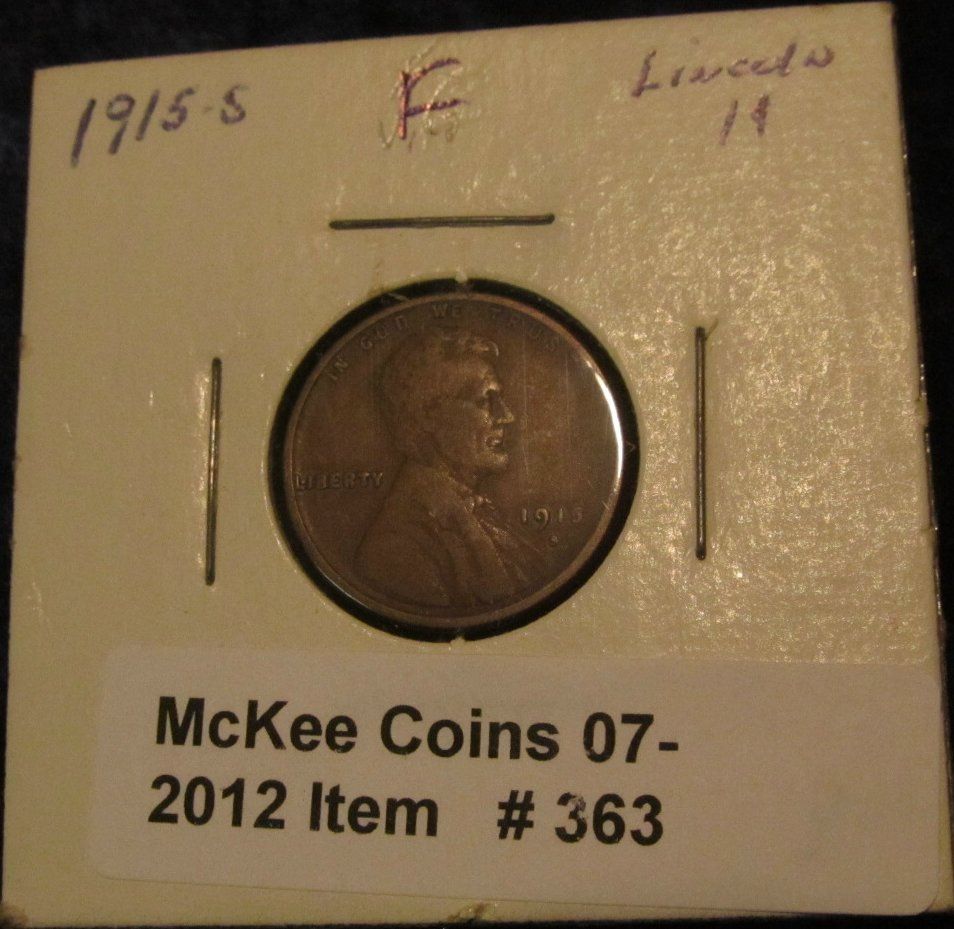 1915-S F Lincoln 1¢
IN GOD WE TRUST
LIBERTY
1915
S
McKee Coins 07-
2012 Item # 363